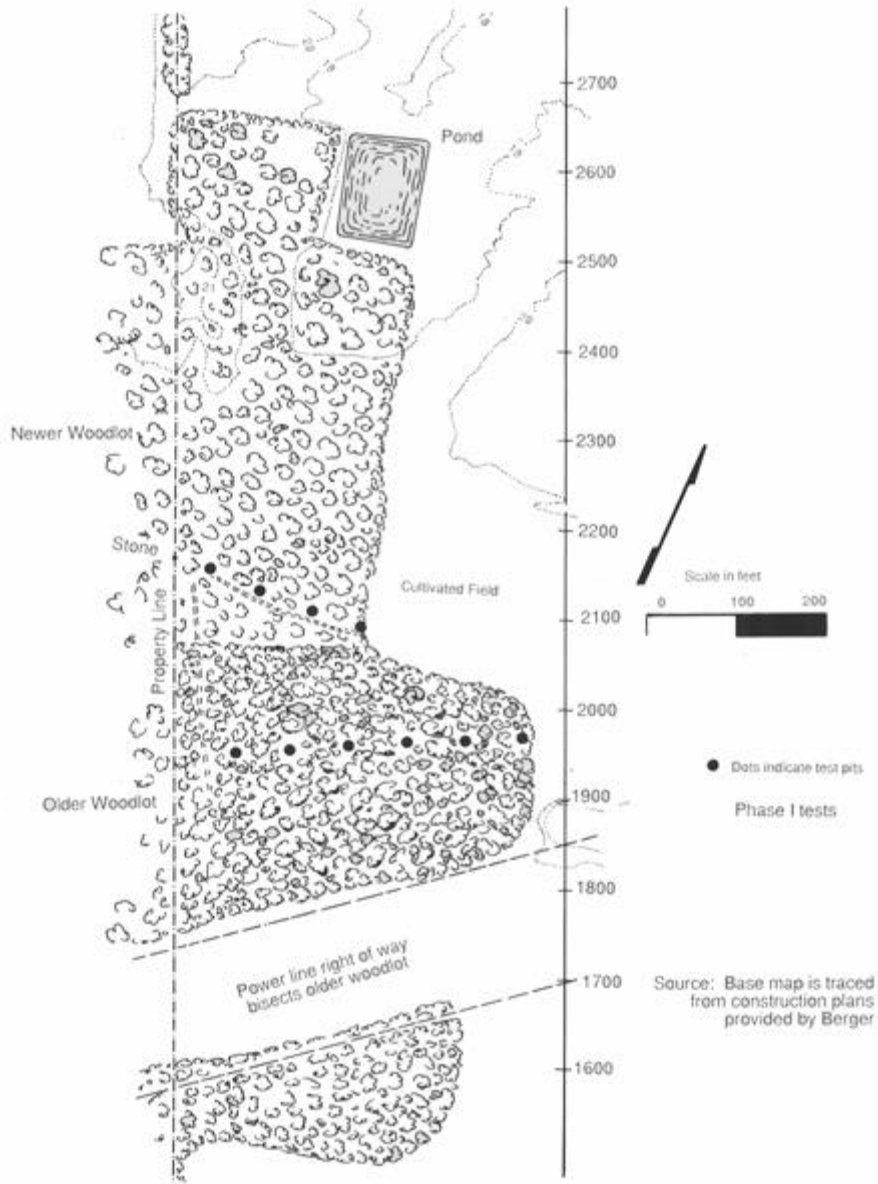 2700
Pond
2600
2500
21
2400
Newer Woodlot
2300
2200
Stone
Scale in feet
0 100 200
Cultivated Field
2100
Property Line
2000
Dots indicate test pits
Older Woodlot
1900
Phase I tests
1800
Power line right of way
bisects older woodlot
1700
Source: Base map is traced
from construction plans
provided by Berger
1600